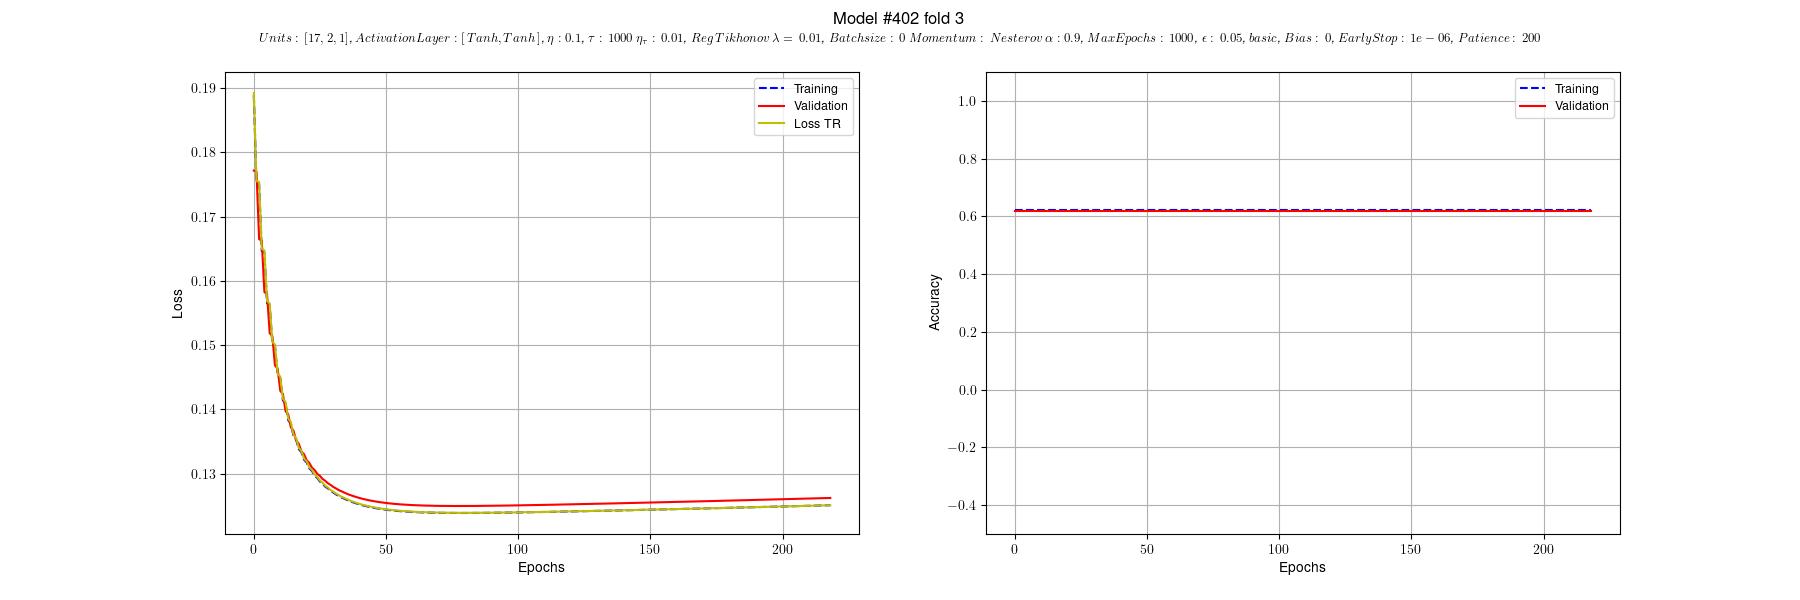 Model #402 fold 3
Units : [17, 2, 1], ActivationLayer : [Tanh, Tanh], η : 0.1, τ : 1000 η_τ : 0.01, RegTikhonov λ = 0.01, Batchsize : 0 Momentum : Nesterov α : 0.9, MaxEpochs : 1000, ϵ : 0.05, basic, Bias : 0, EarlyStop : 1e − 06, Patience : 200
0.19
0.18
0.17
0.16
0.15
0.14
0.13
Loss
0 50 100 150 200
Epochs
Training
Validation
Loss TR
1.0
0.8
0.6
0.4
0.2
0.0
−0.2
−0.4
Accuracy
0 50 100 150 200
Epochs
Training
Validation